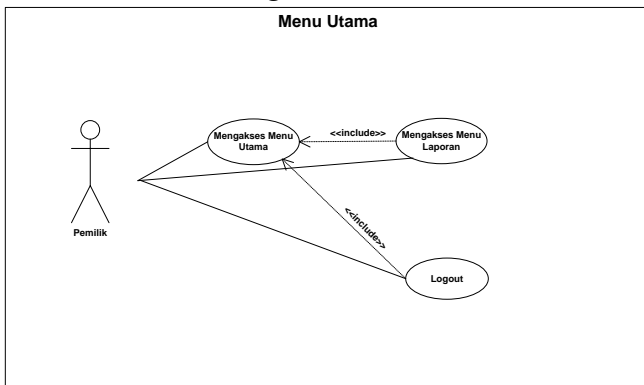 Menu Utama
<<include>>
Mengakses Menu
Utama
Mengakses Menu
Laporan
<<include>>
Pemilik
Logout